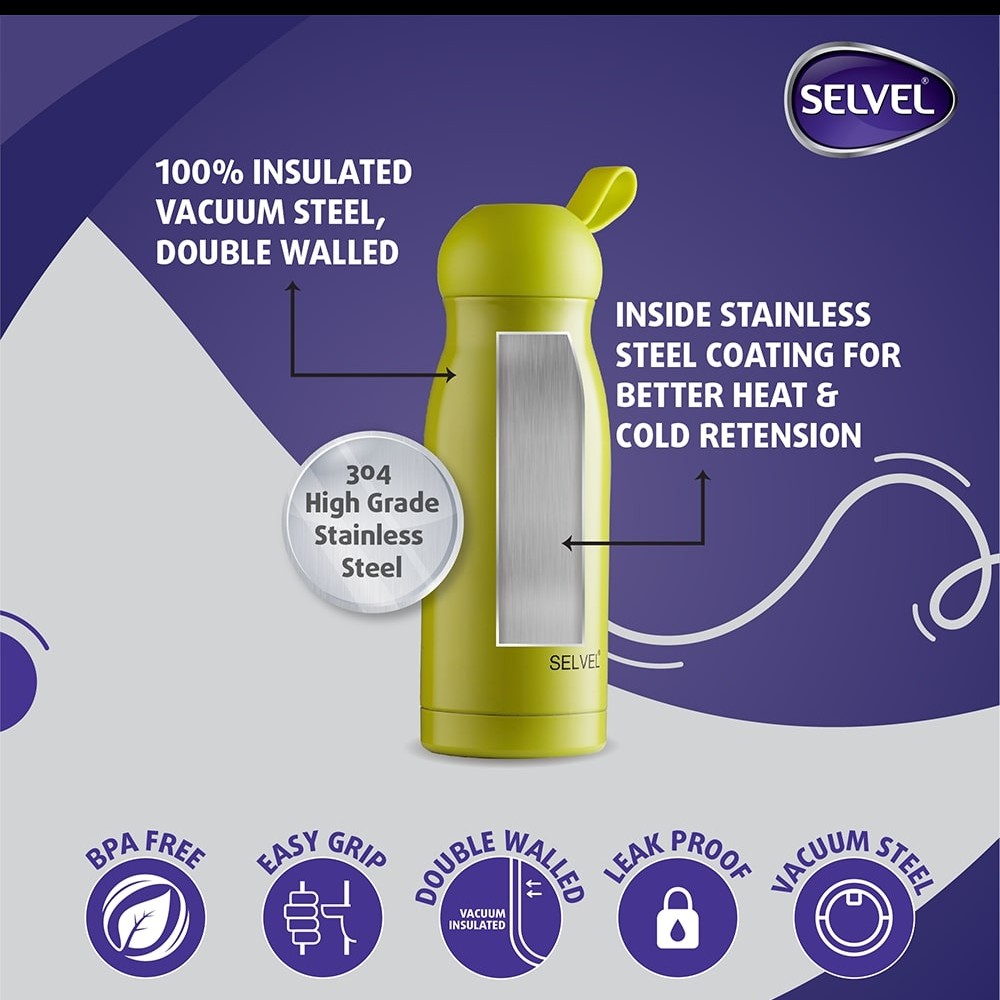 SELVEL®
100% INSULATED
VACUUM STEEL,
DOUBLE WALLED
INSIDE STAINLESS
STEEL COATING FOR
BETTER HEAT &
COLD RETENSION
304
High Grade
Stainless
Steel
SELVEL®
BPA FREE
EASY GRIP
DOUBLE WALLED
VACUUM
INSULATED
LEAK PROOF
VACUUM STEEL